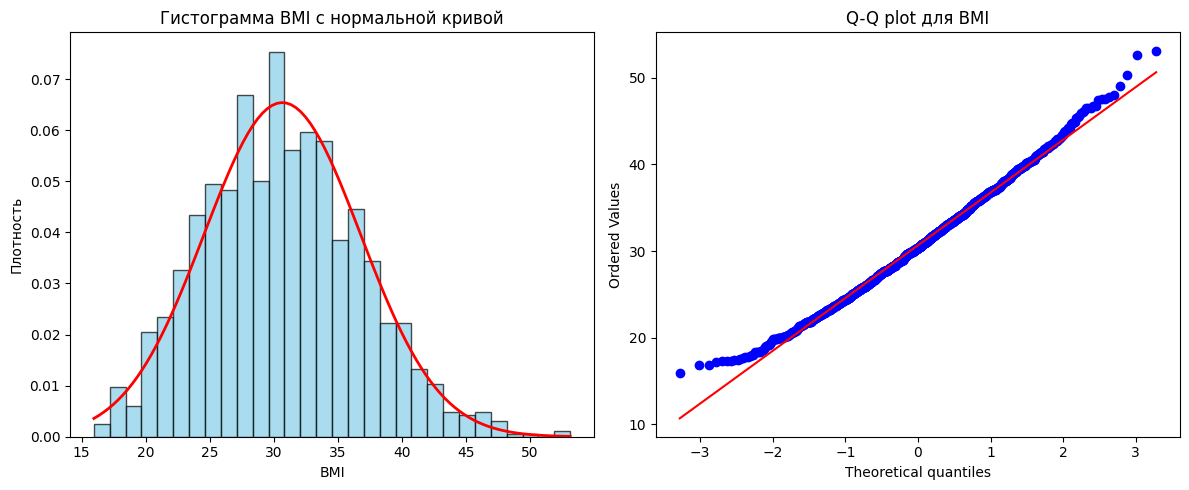 Гистограмма BMI с нормальной кривой
Плотность
0.07
0.06
0.05
0.04
0.03
0.02
0.01
0.00
15 20 25 30 35 40 45 50
BMI
Q-Q plot для BMI
Ordered Values
50
40
30
20
10
−3 −2 −1 0 1 2 3
Theoretical quantiles